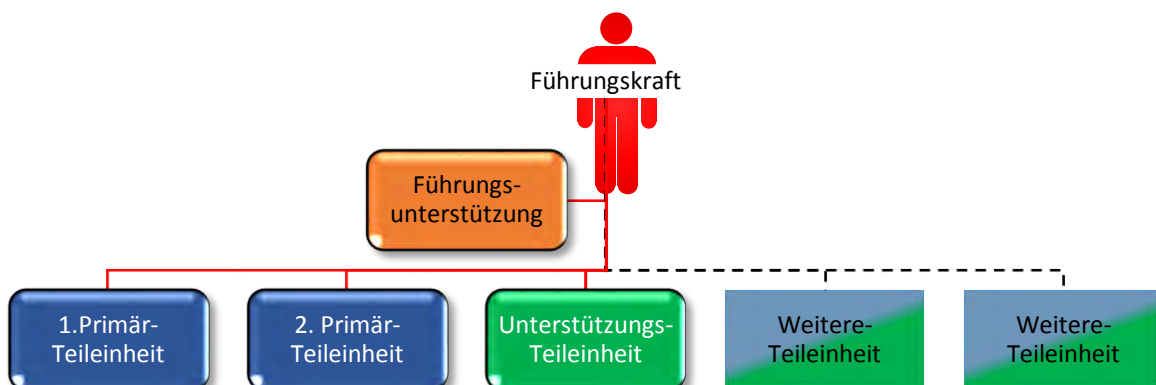 Führungskraft
Führungs-
unterstützung
1.Primär-
Teileinheit
2. Primär-
Teileinheit
Unterstützungs-
Teileinheit
Weitere-
Teileinheit
Weitere-
Teileinheit